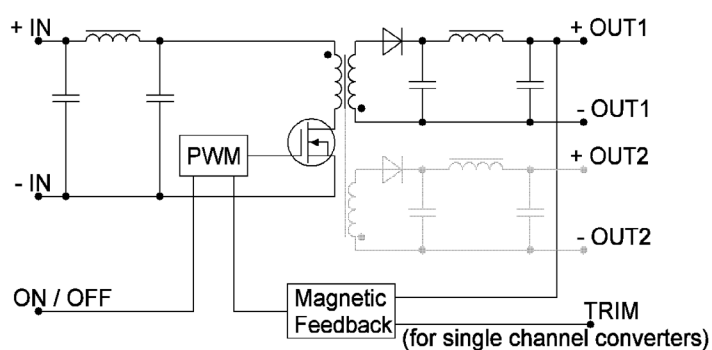 + IN
+ OUT1
- OUT1
PWM
+ OUT2
- IN
- OUT2
ON / OFF
Magnetic
Feedback
TRIM
(for single channel converters)